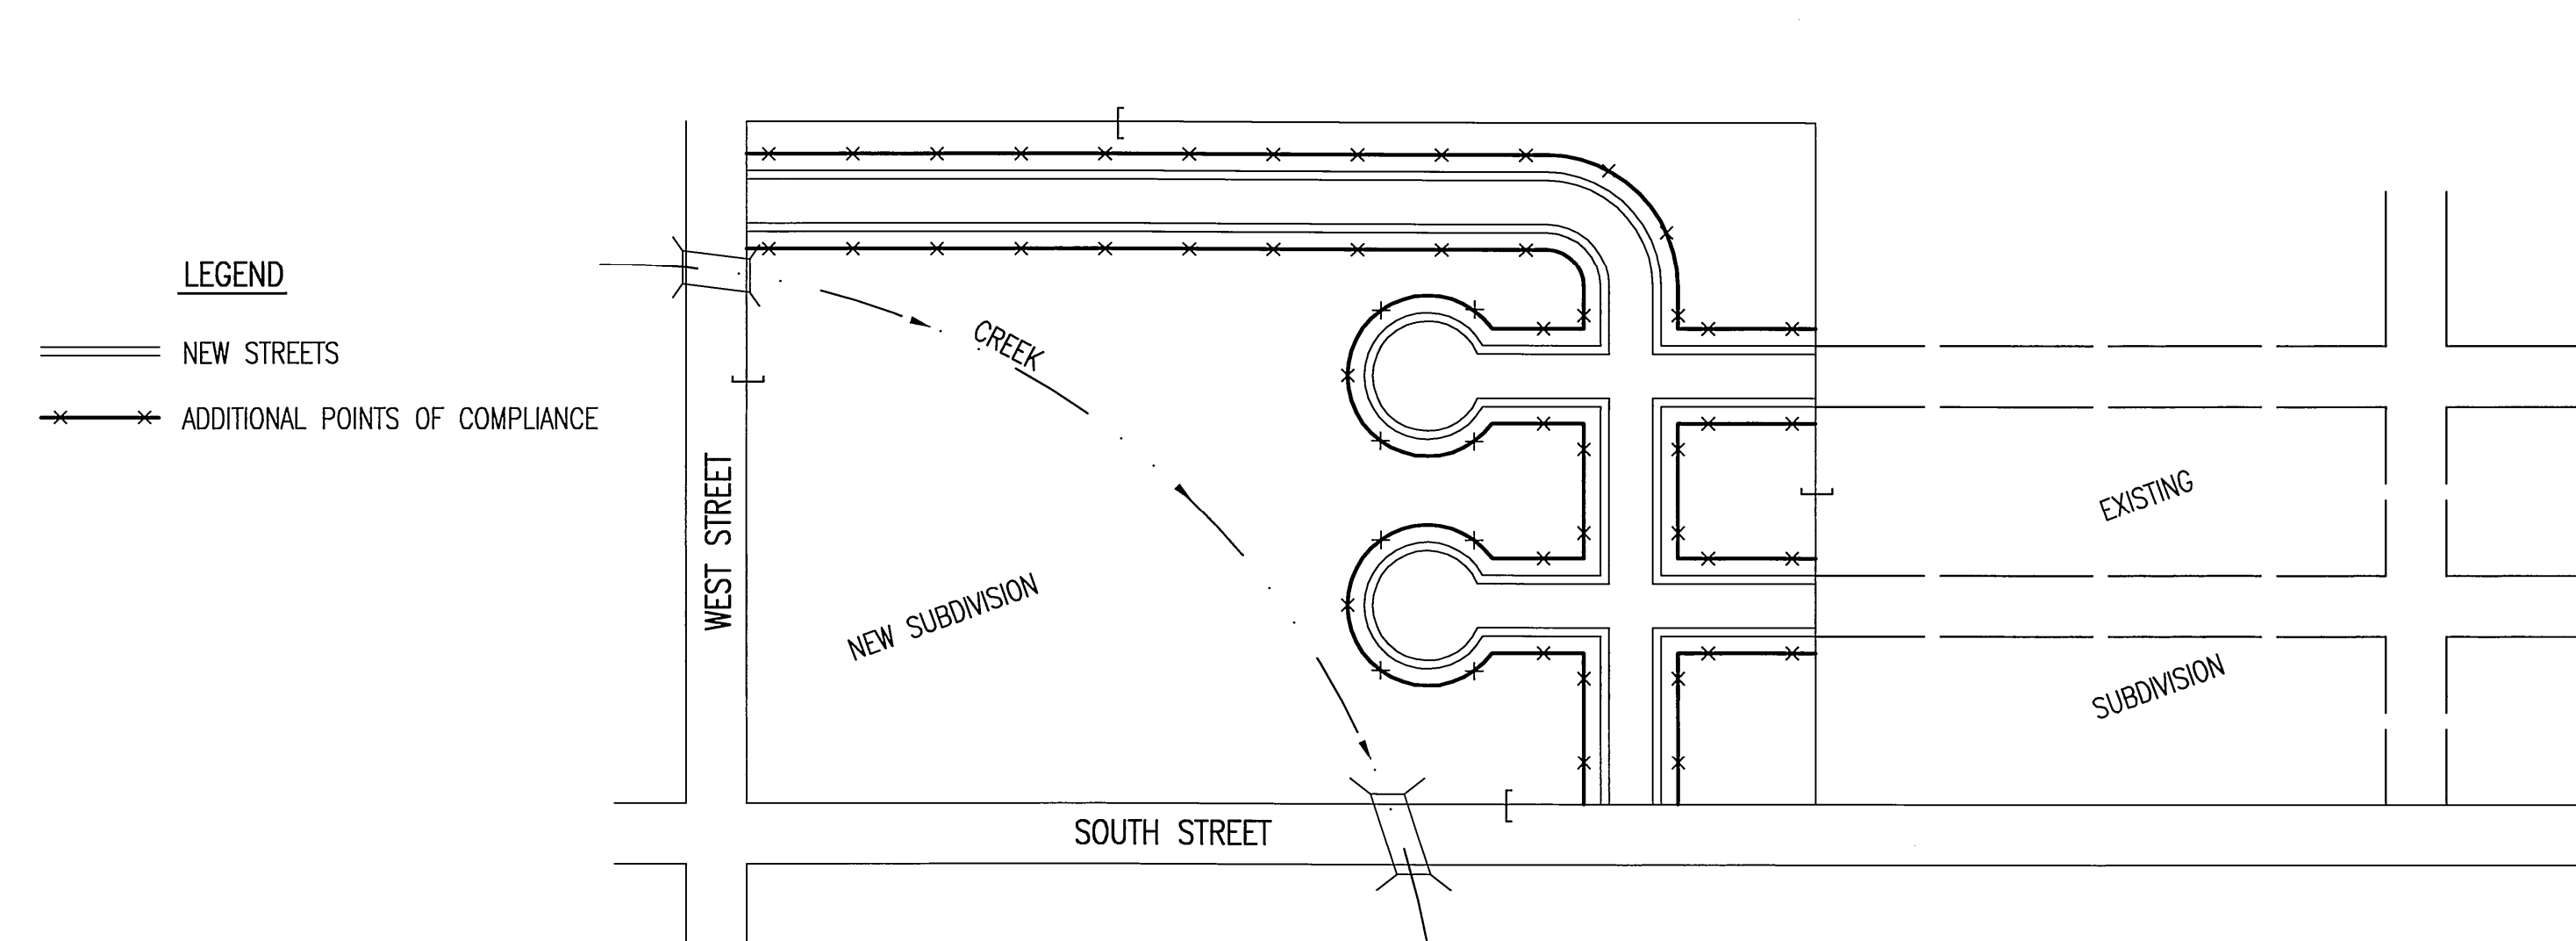 LEGEND
NEW STREETS
ADDITIONAL POINTS OF COMPLIANCE
WEST STREET
CREEK
NEW SUBDIVISION
SOUTH STREET
EXISTING
SUBDIVISION